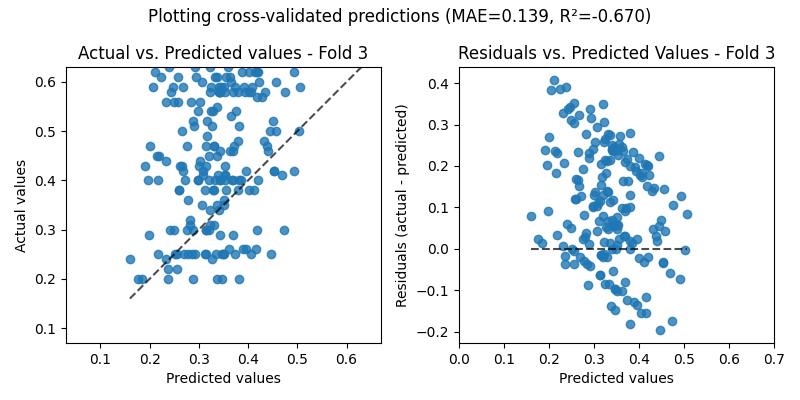 Plotting cross-validated predictions (MAE=0.139, R²=-0.670)
Actual vs. Predicted values - Fold 3
Actual values
0.6
0.5
0.4
0.3
0.2
0.1
0.1 0.2 0.3 0.4 0.5 0.6
Predicted values
Residuals vs. Predicted Values - Fold 3
Residuals (actual - predicted)
0.4
0.3
0.2
0.1
0.0
−0.1
−0.2
0.0 0.1 0.2 0.3 0.4 0.5 0.6 0.7
Predicted values